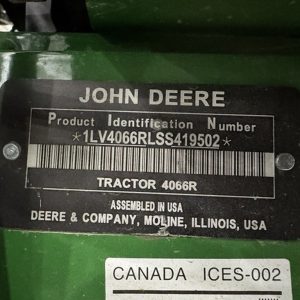 JOHN DEERE
Product Identification Number
*1LV4066RLSS419502*
TRACTOR 4066R
ASSEMBLED IN USA
DEERE & COMPANY, MOLINE, ILLINOIS, USA
CANADA ICES-002